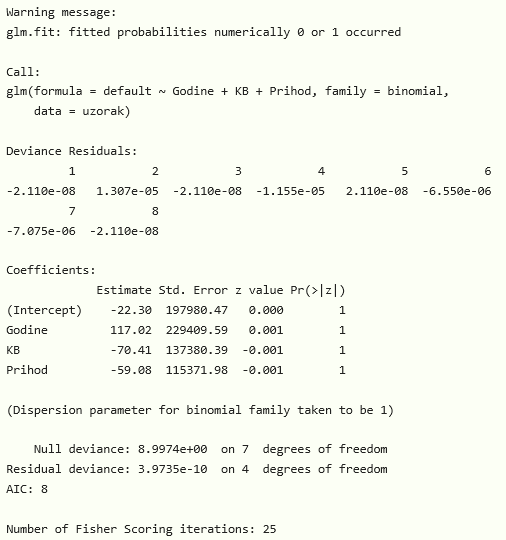 Warning message:
glm.fit: fitted probabilities numerically 0 or 1 occurred
Call:
glm(formula = default ~ Godine + KB + Prihod, family = binomial,
    data = uzorak)
Deviance Residuals:
         1          2          3          4          5          6
-2.110e-08   1.307e-05  -2.110e-08  -1.155e-05   2.110e-08  -6.550e-06
         7          8
-7.075e-06  -2.110e-08
Coefficients:
            Estimate Std. Error z value Pr(>|z|)
(Intercept)   -22.30  197980.47   0.000        1
Godine        117.02  229409.59   0.001        1
KB            -70.41  137380.39  -0.001        1
Prihod        -59.08  115371.98  -0.001        1
(Dispersion parameter for binomial family taken to be 1)
    Null deviance: 8.9974e+00  on 7  degrees of freedom
Residual deviance: 3.9735e-10  on 4  degrees of freedom
AIC: 8
Number of Fisher Scoring iterations: 25